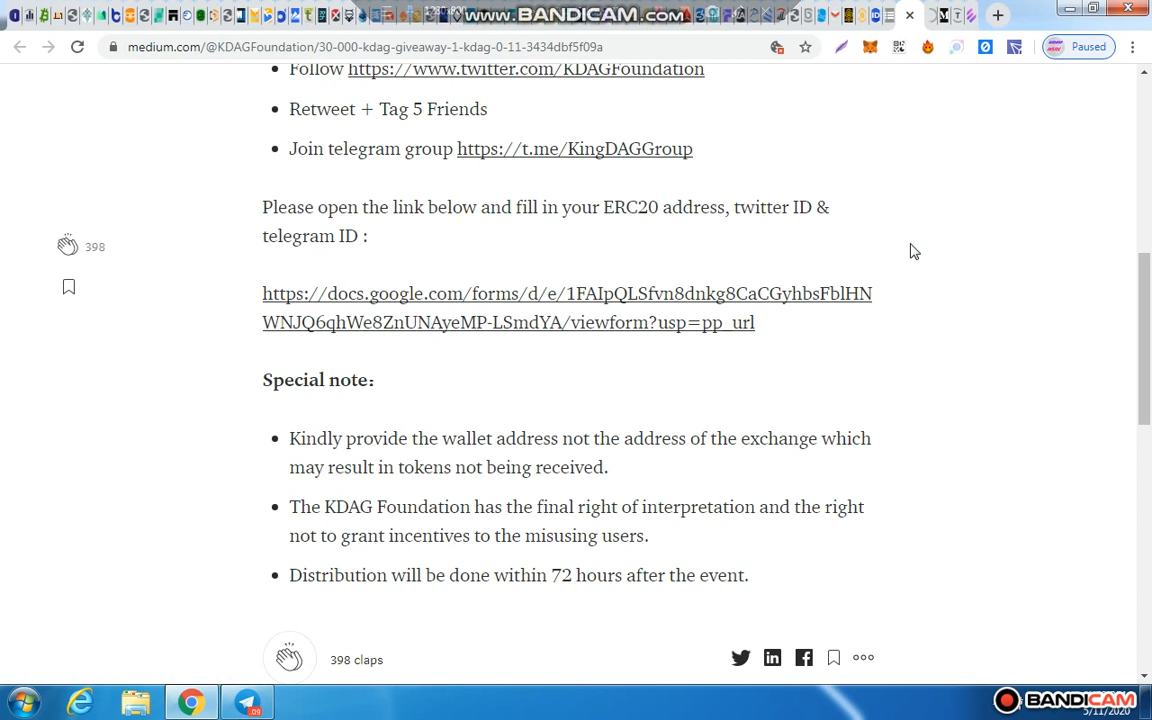 www.BANDICAM.com
medium.com/@KDAGFoundation/30-000-kdag-giveaway-1-kdag-0-11-3434dbf5f09a
Paused
Follow https://www.twitter.com/KDAGFoundation
Retweet + Tag 5 Friends
Join telegram group https://t.me/KingDAGGroup
Please open the link below and fill in your ERC20 address, twitter ID &
telegram ID :
398
https://docs.google.com/forms/d/e/1FAIpQLSfvn8dnkg8CaCGyhbsFblHN
WNJQ6qhWe8ZnUNAyeMP-LSmdYA/viewform?usp=pp_url
Special note:
Kindly provide the wallet address not the address of the exchange which
may result in tokens not being received.
The KDAG Foundation has the final right of interpretation and the right
not to grant incentives to the misusing users.
Distribution will be done within 72 hours after the event.
398 claps
BANDICAM
5/11/2020